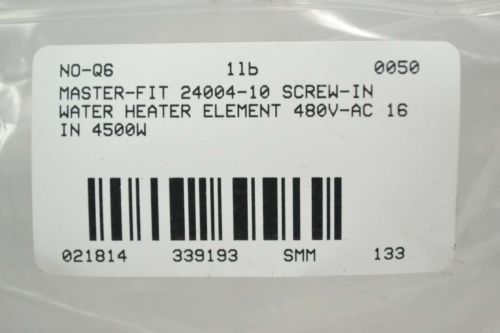 NO-Q6 1lb 0050
MASTER-FIT 24004-10 SCREW-IN
WATER HEATER ELEMENT 480V-AC 16
IN 4500W
021814 339193 SMM 133